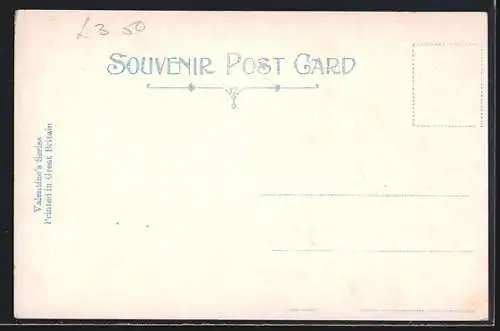 £3 50
SOUVENIR POST CARD
Valentine's Series
Printed in Great Britain